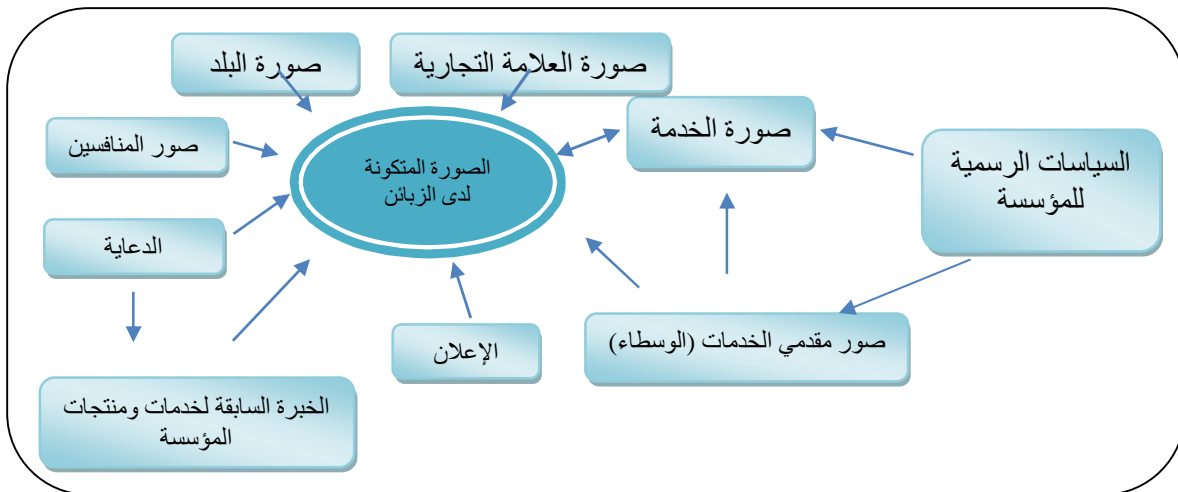 صورة العلامة التجارية
صورة البلد
صورة الخدمة
صور المنافسين
السياسات الرسمية
للمؤسسة
الصورة المتكونة
لدى الزبائن
الدعاية
صور مقدمي الخدمات (الوسطاء)
الإعلان
الخبرة السابقة لخدمات ومنتجات
المؤسسة